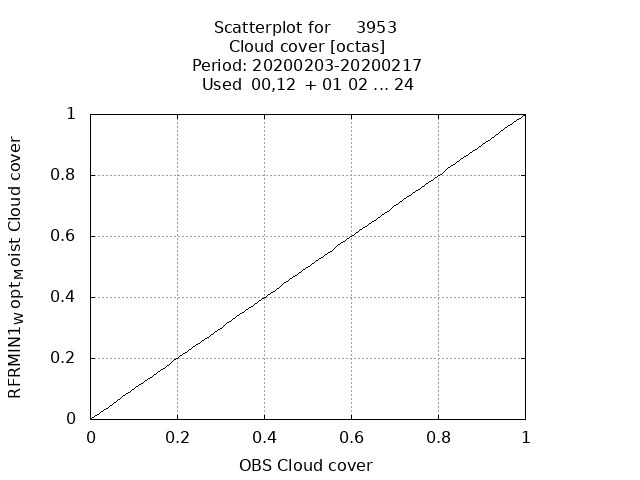 Scatterplot for 3953
Cloud cover [octas]
Period: 20200203-20200217
Used 00,12 + 01 02 ... 24
1
0.8
0.6
0.4
0.2
0
RFRMIN1W optMoist Cloud cover
0 0.2 0.4 0.6 0.8 1
OBS Cloud cover